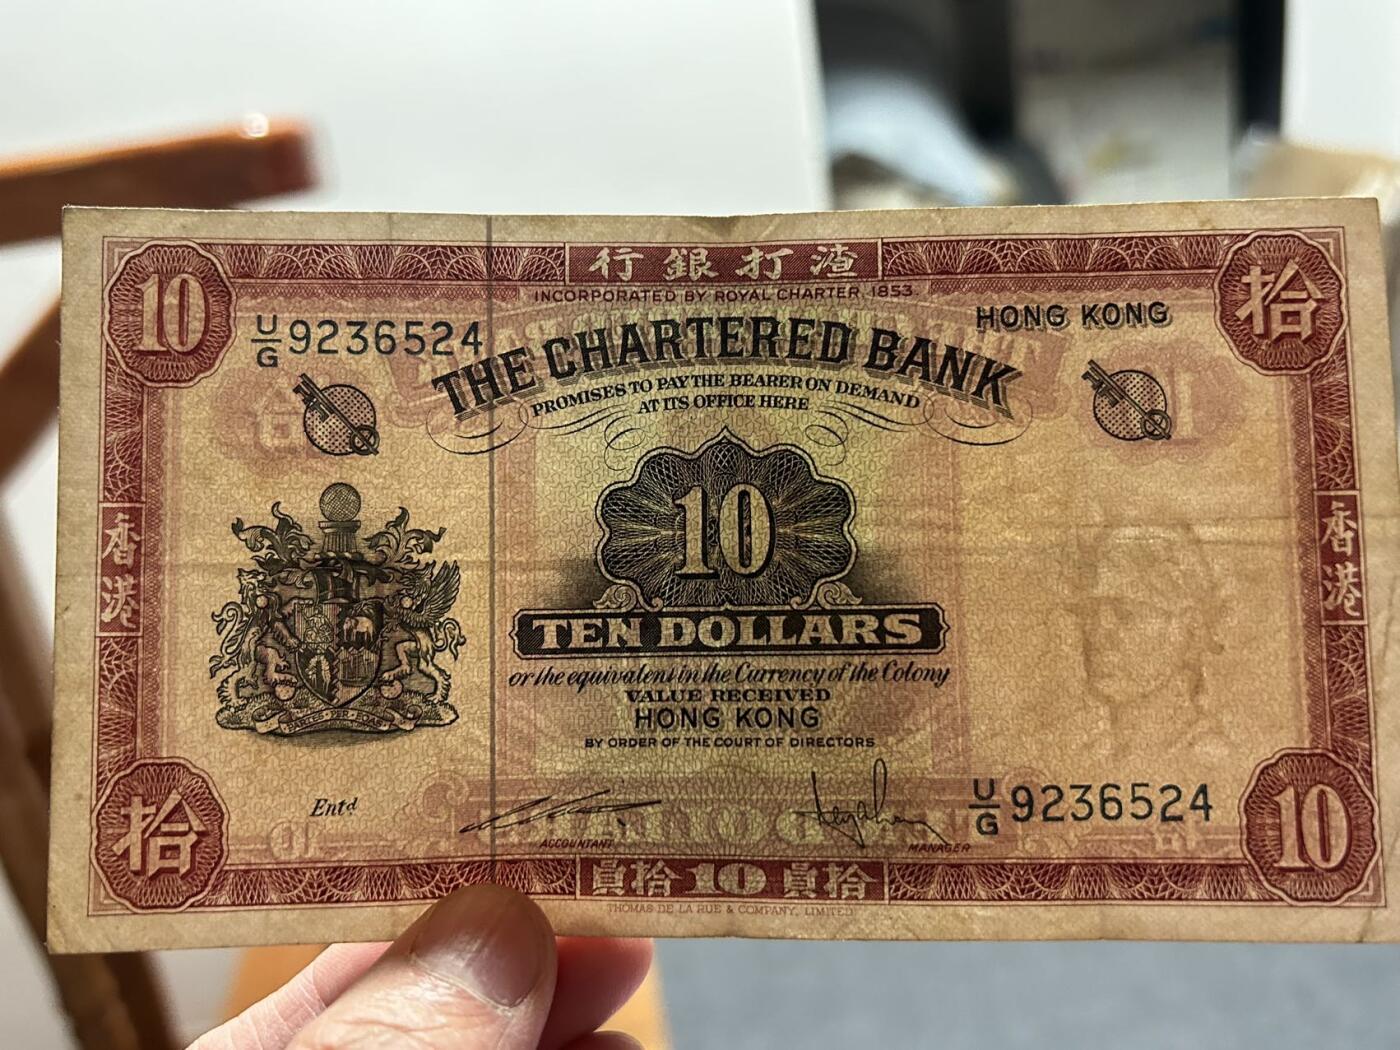 10
行銀打渣
拾
INCORPORATED BY ROYAL CHARTER, 1853.
U/G 9236524
HONG KONG
THE CHARTERED BANK
PROMISES TO PAY THE BEARER ON DEMAND
AT ITS OFFICE HERE
10
香港
香港
TEN DOLLARS
or the equivalent in the Currency of the Colony
VALUE RECEIVED
HONG KONG
BY ORDER OF THE COURT OF DIRECTORS
U/G 9236524
Entd
ACCOUNTANT
MANAGER
拾
員拾 10 員拾
10
THOMAS DE LA RUE & COMPANY, LIMITED